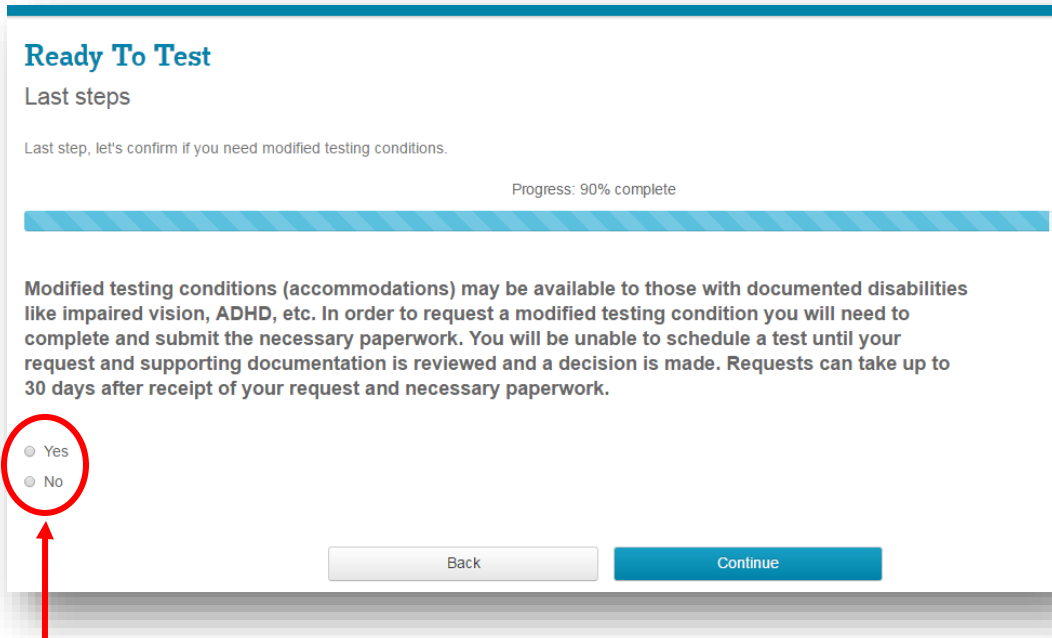 Ready To Test
Last steps
Last step, let's confirm if you need modified testing conditions.
Progress: 90% complete
Modified testing conditions (accommodations) may be available to those with documented disabilities
like impaired vision, ADHD, etc. In order to request a modified testing condition you will need to
complete and submit the necessary paperwork. You will be unable to schedule a test until your
request and supporting documentation is reviewed and a decision is made. Requests can take up to
30 days after receipt of your request and necessary paperwork.
Yes
No
Back Continue